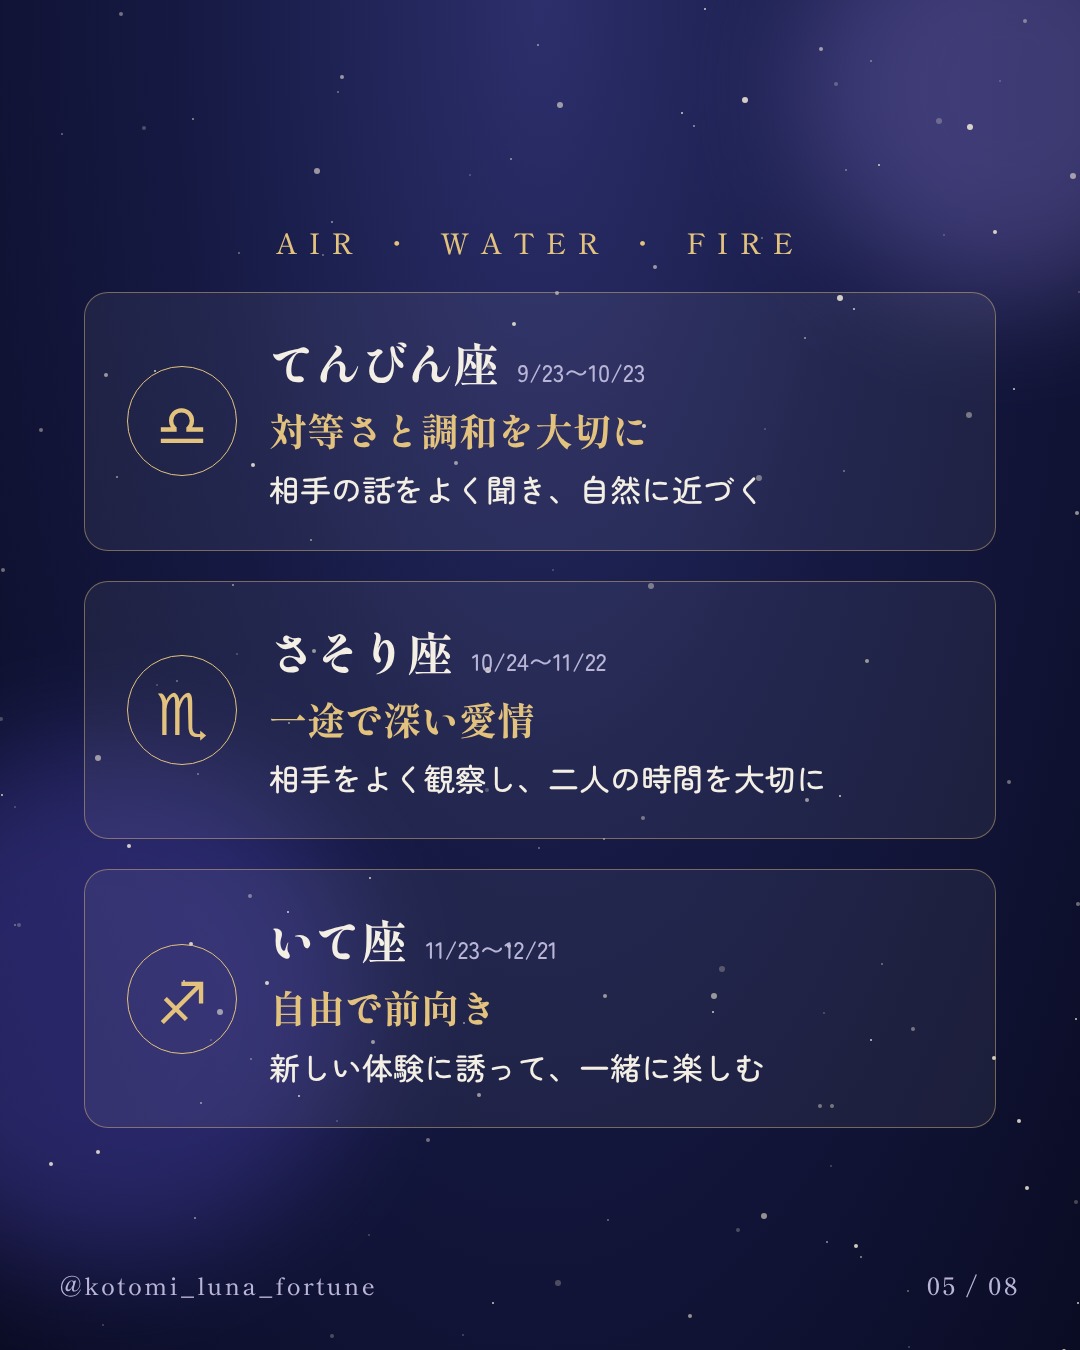 AIR ・ WATER ・ FIRE
♎
てんびん座 9/23〜10/23
対等さと調和を大切に
相手の話をよく聞き、自然に近づく
♏
さそり座 10/24〜11/22
一途で深い愛情
相手をよく観察し、二人の時間を大切に
♐
いて座 11/23〜12/21
自由で前向き
新しい体験に誘って、一緒に楽しむ
@kotomi_luna_fortune
05 / 08